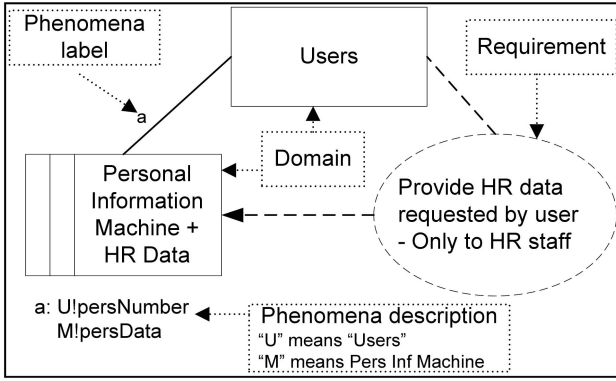 Phenomena
label
Users
Requirement
a
Domain
Personal
Information
Machine +
HR Data
Provide HR data
requested by user
- Only to HR staff
a: U!persNumber
M!persData
Phenomena description
“U” means “Users”
“M” means Pers Inf Machine